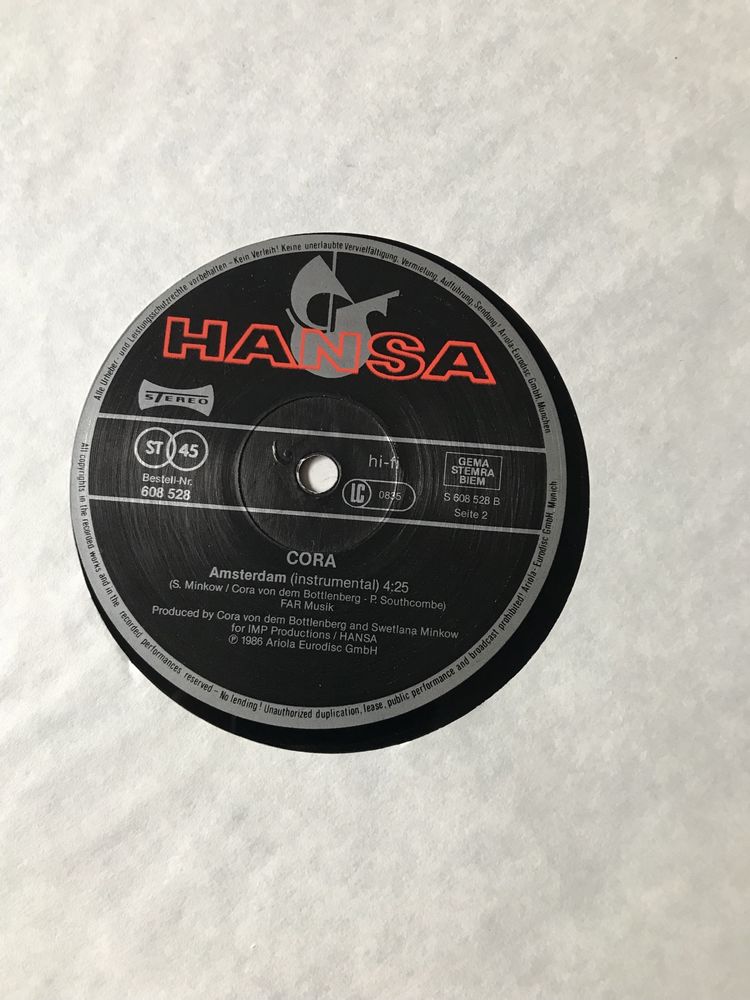 Alle Urheber- und Leistungsschutzrechte vorbehalten – Kein Verleih! Keine unerlaubte Vervielfältigung, Vermietung, Aufführung, Sendung! Ariola-Eurodisc GmbH, München
HANSA
STEREO
ST 45
hi-fi
GEMA
STEMRA
BIEM
Bestell-Nr.
608 528
LC 0835
S 608 528 B
Seite 2
CORA
Amsterdam (instrumental) 4:25
(S. Minkow / Cora von dem Bottlenberg - P. Southcombe)
FAR Musik
Produced by Cora von dem Bottlenberg and Swetlana Minkow
for IMP Productions / HANSA
℗ 1986 Ariola Eurodisc GmbH
All copyrights in the recorded works and in the recorded performances reserved – No lending! Unauthorized duplication, lease, public performance and broadcast prohibited! Ariola-Eurodisc GmbH, Munich